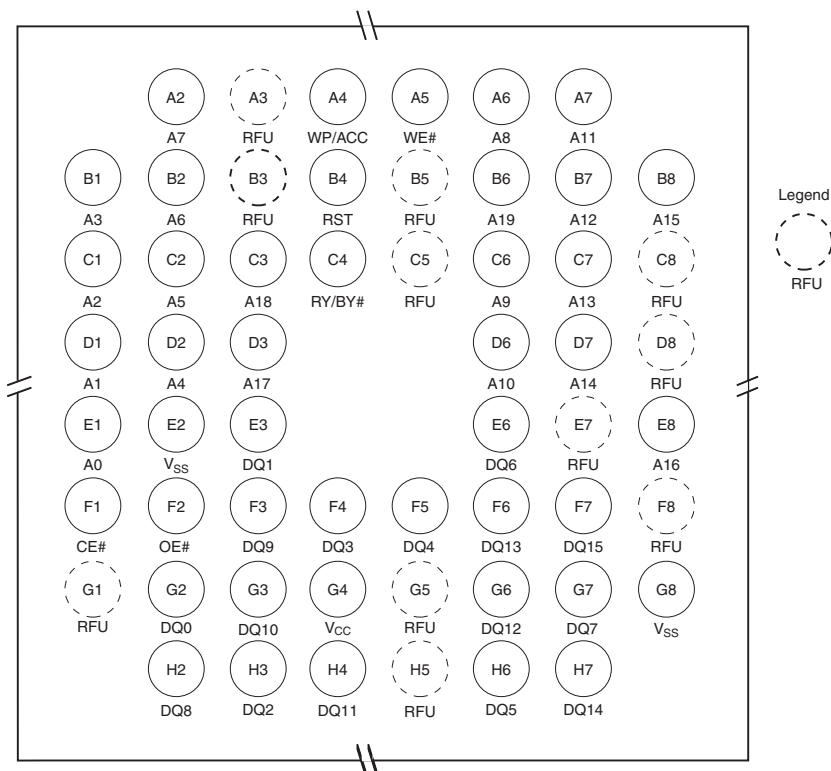 A2 A3 A4 A5 A6 A7
A7 RFU WP/ACC WE# A8 A11
B1 B2 B3 B4 B5 B6 B7 B8
A3 A6 RFU RST RFU A19 A12 A15
Legend
RFU
C1 C2 C3 C4 C5 C6 C7 C8
A2 A5 A18 RY/BY# RFU A9 A13 RFU
D1 D2 D3 D6 D7 D8
A1 A4 A17 A10 A14 RFU
E1 E2 E3 E6 E7 E8
A0 VSS DQ1 DQ6 RFU A16
F1 F2 F3 F4 F5 F6 F7 F8
CE# OE# DQ9 DQ3 DQ4 DQ13 DQ15 RFU
G1 G2 G3 G4 G5 G6 G7 G8
RFU DQ0 DQ10 VCC RFU DQ12 DQ7 VSS
H2 H3 H4 H5 H6 H7
DQ8 DQ2 DQ11 RFU DQ5 DQ14